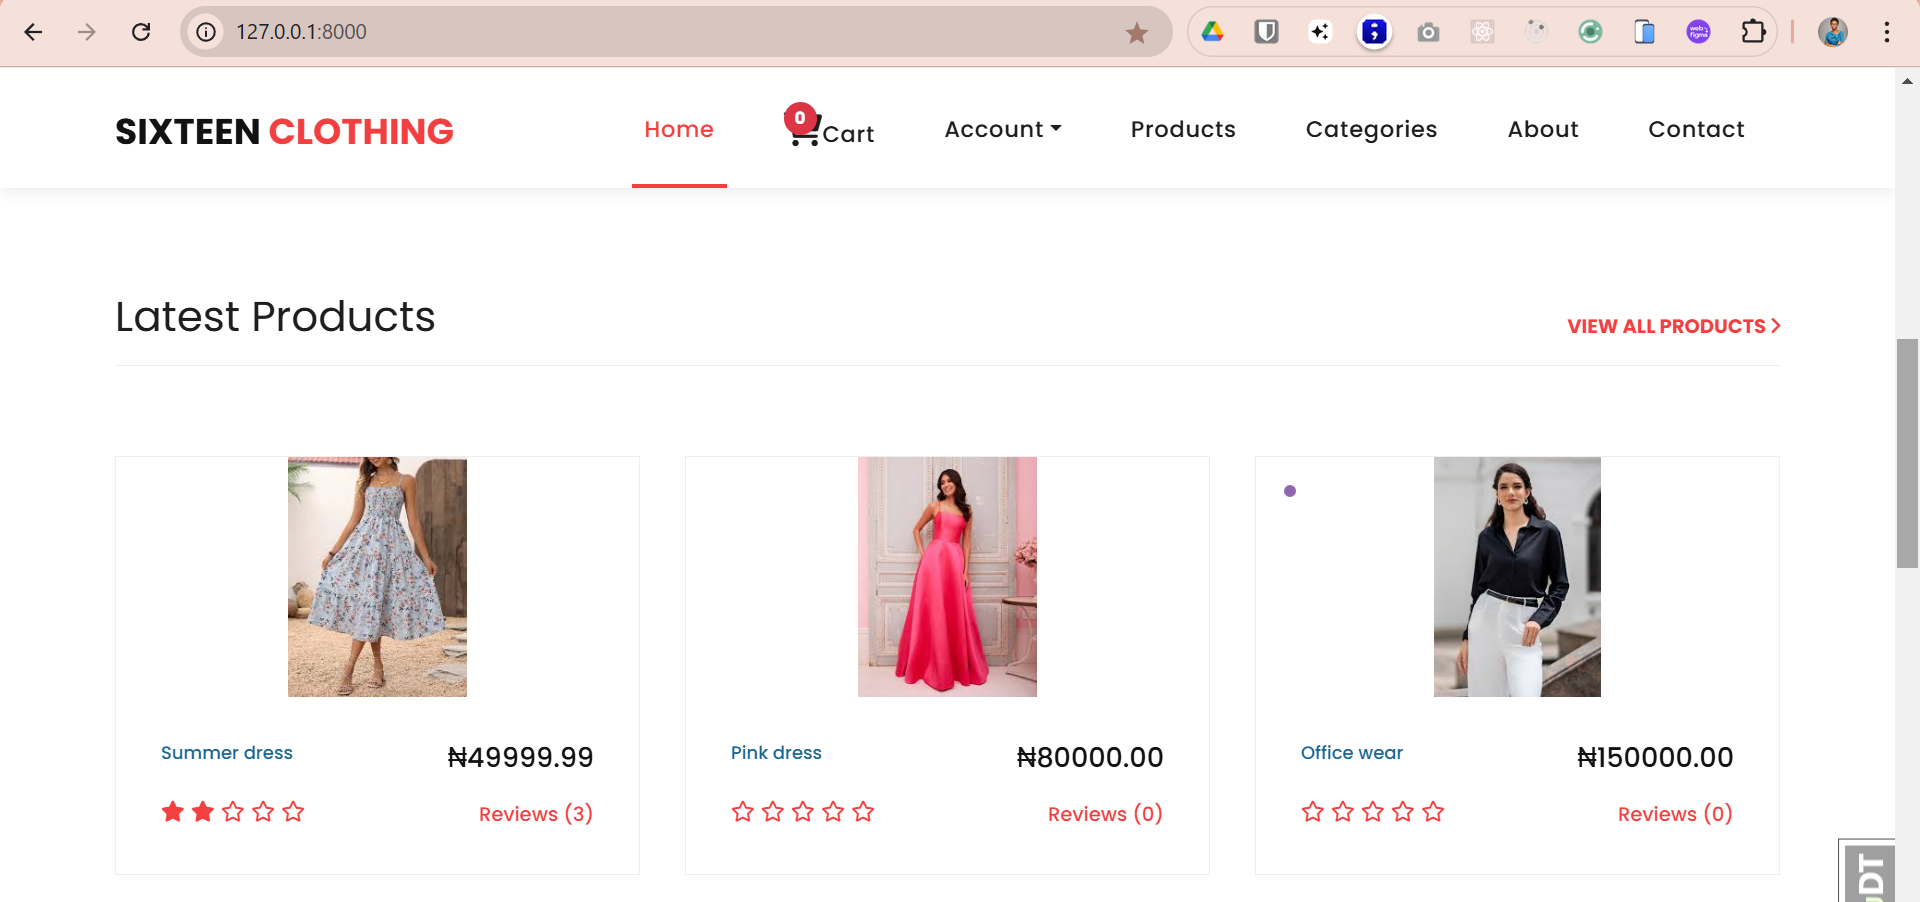 127.0.0.1:8000
SIXTEEN CLOTHING
Home
0
Cart
Account
Products
Categories
About
Contact
Latest Products
VIEW ALL PRODUCTS
Summer dress
₦49999.99
Reviews (3)
Pink dress
₦80000.00
Reviews (0)
Office wear
₦150000.00
Reviews (0)